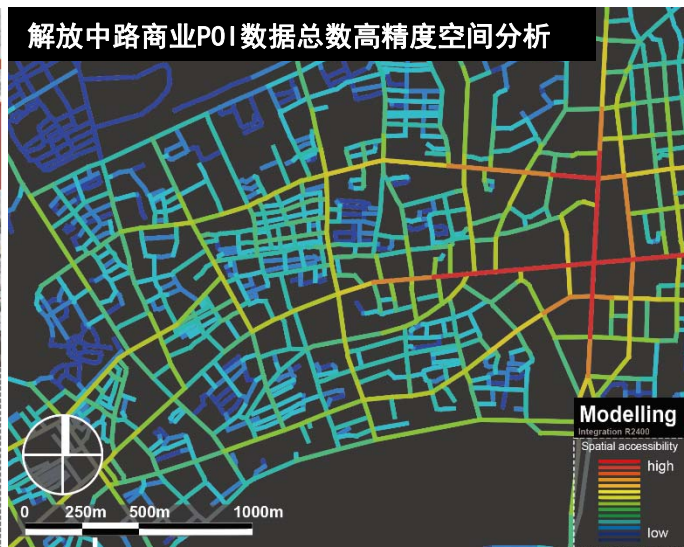 解放中路商业POI数据总数高精度空间分析
Modelling
Integration R2400
Spatial accessibility
high
low
0 250m 500m 1000m